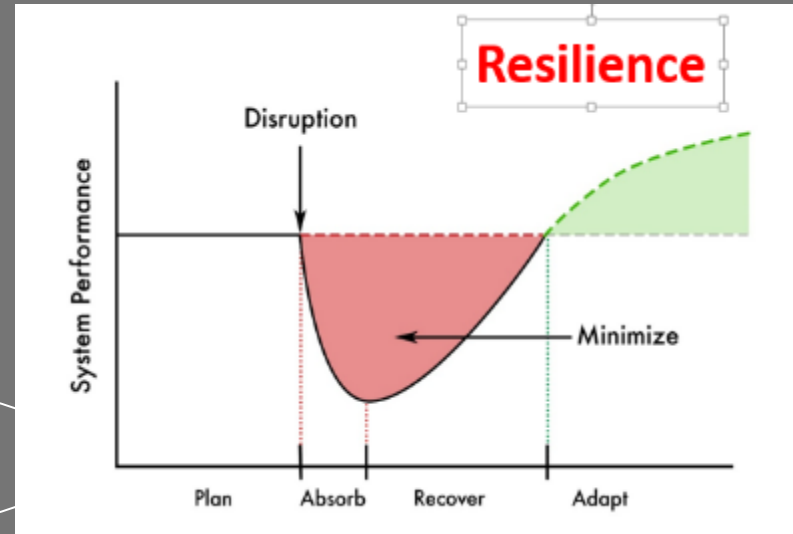 Resilience
Disruption
System Performance
Minimize
Plan Absorb Recover Adapt